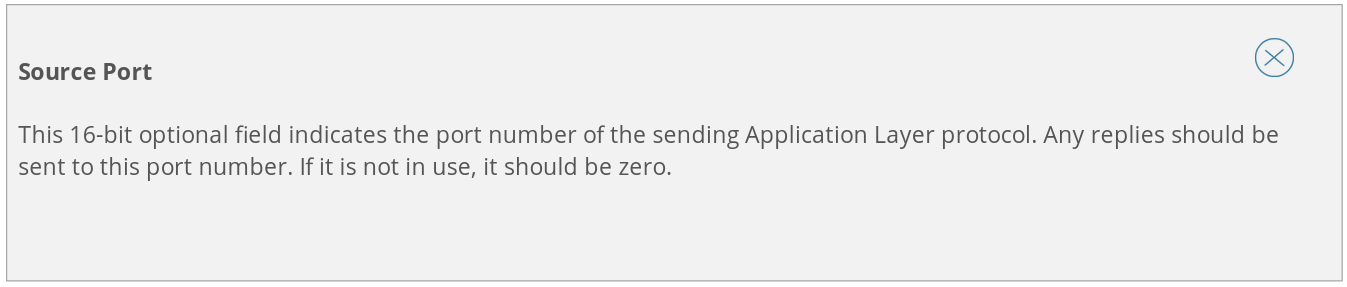 Source Port
This 16-bit optional field indicates the port number of the sending Application Layer protocol. Any replies should be
sent to this port number. If it is not in use, it should be zero.